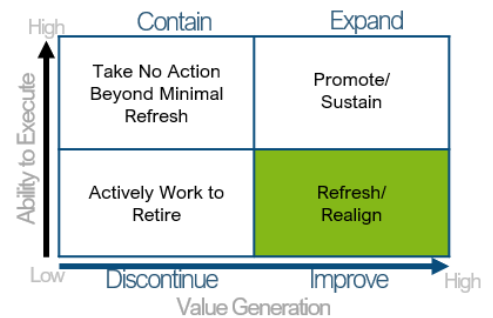 High
Contain
Expand
Take No Action
Beyond Minimal
Refresh
Promote/
Sustain
Ability to Execute
Actively Work to
Retire
Refresh/
Realign
Low
Discontinue
Improve
High
Value Generation